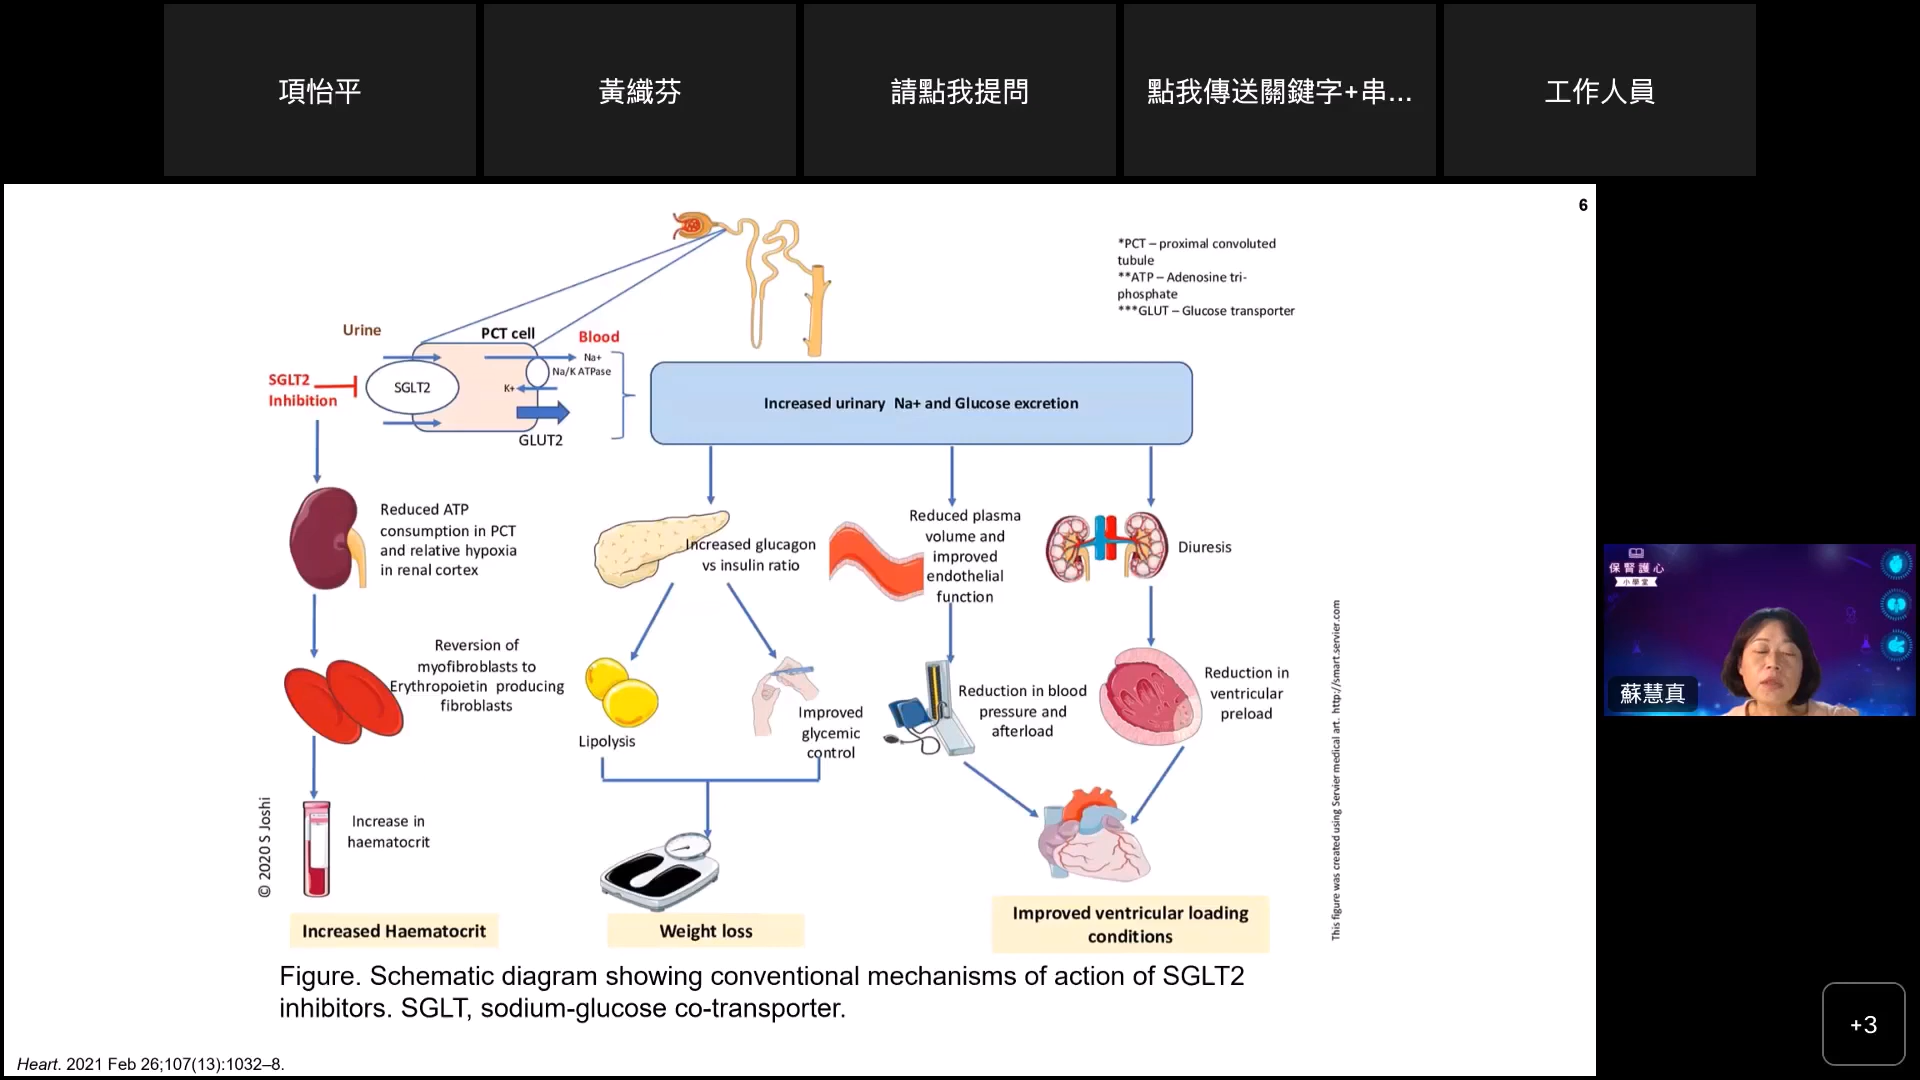 項怡平
黃織芬
請點我提問
點我傳送關鍵字+串...
工作人員
6
*PCT – proximal convoluted
tubule
**ATP – Adenosine tri-
phosphate
***GLUT – Glucose transporter
Urine
PCT cell
Blood
Na+
Na/K ATPase
SGLT2
Inhibition
SGLT2
K+
GLUT2
Increased urinary Na+ and Glucose excretion
Reduced ATP
consumption in PCT
and relative hypoxia
in renal cortex
Increased glucagon
vs insulin ratio
Reduced plasma
volume and
improved
endothelial
function
Diuresis
Reversion of
myofibroblasts to
Erythropoietin producing
fibroblasts
Lipolysis
Improved
glycemic
control
Reduction in blood
pressure and
afterload
Reduction in
ventricular
preload
Increase in
haematocrit
© 2020 S Joshi
This figure was created using Servier medical art. http://smart.servier.com
Increased Haematocrit
Weight loss
Improved ventricular loading
conditions
Figure. Schematic diagram showing conventional mechanisms of action of SGLT2
inhibitors. SGLT, sodium-glucose co-transporter.
Heart. 2021 Feb 26;107(13):1032–8.
保腎護心
小學堂
蘇慧真
+3